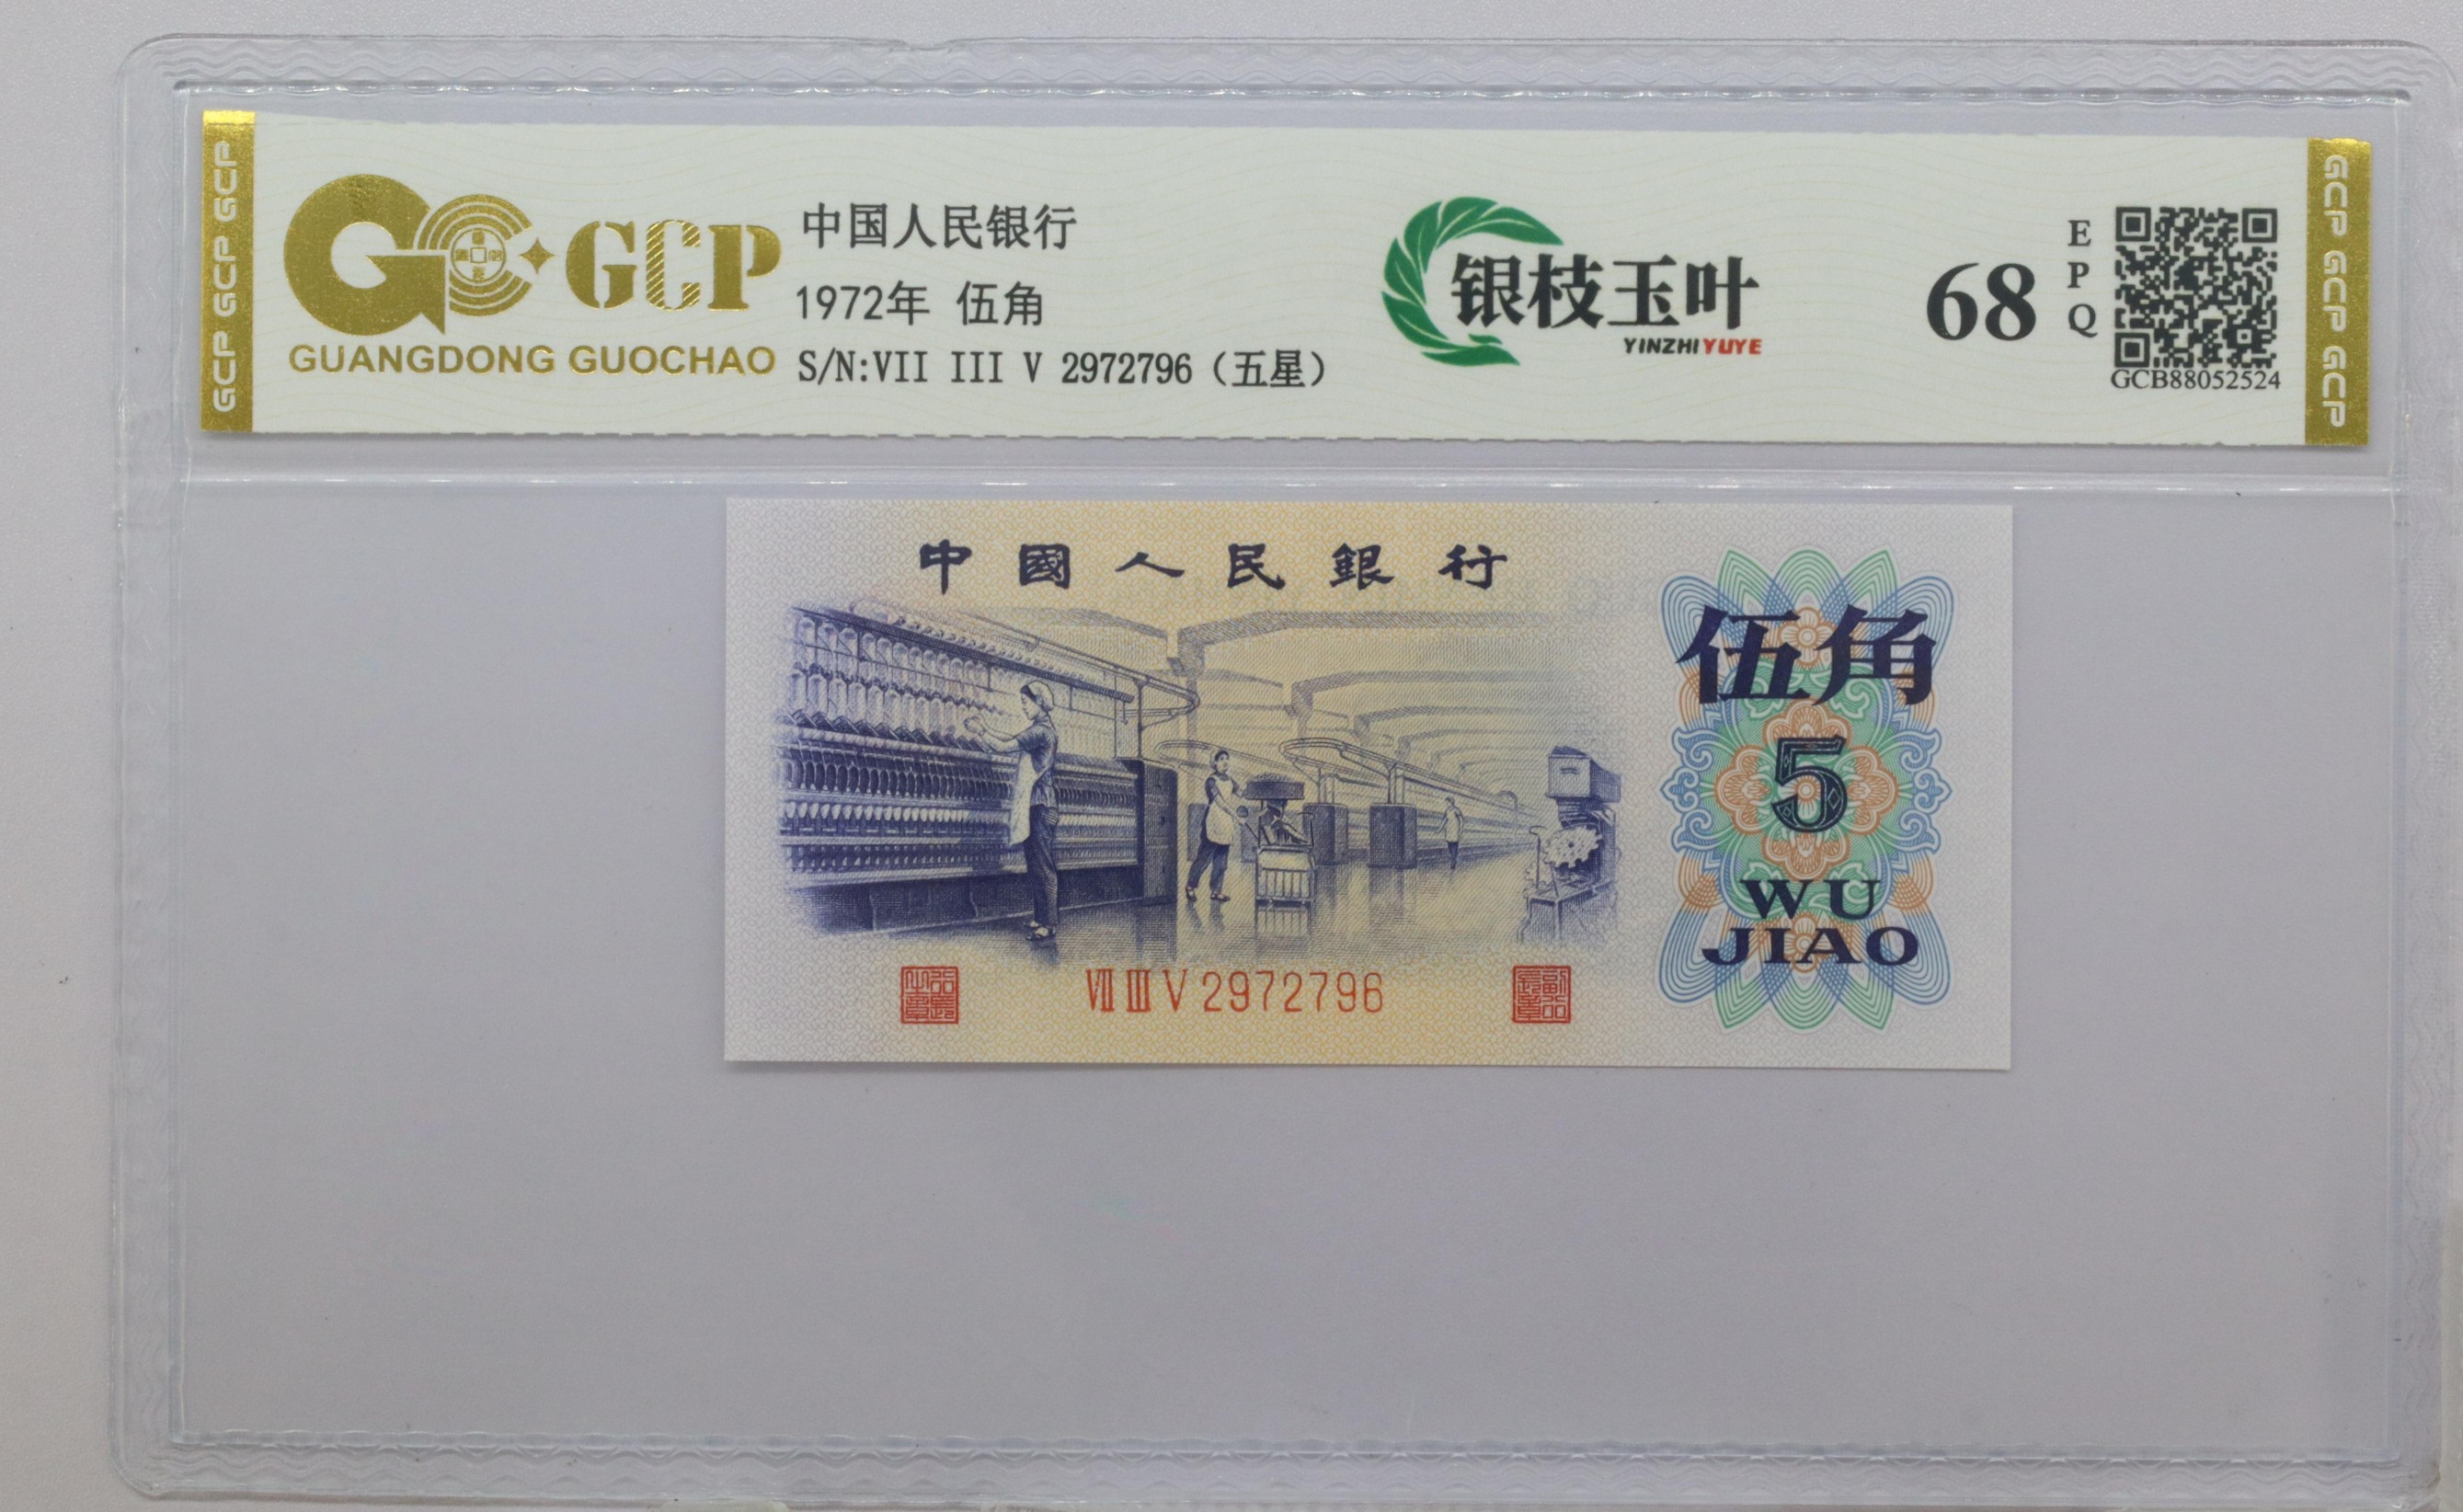 GCP GCP GCP
GCP
GUANGDONG GUOCHAO
中国人民银行
1972年 伍角
S/N:VII III V 2972796（五星）
银枝玉叶
YINZHIYUYE
68
EPQ
GCB88052524
GCP GCP GCP
中國人民銀行
伍角
5
WU
JIAO
VII III V 2972796